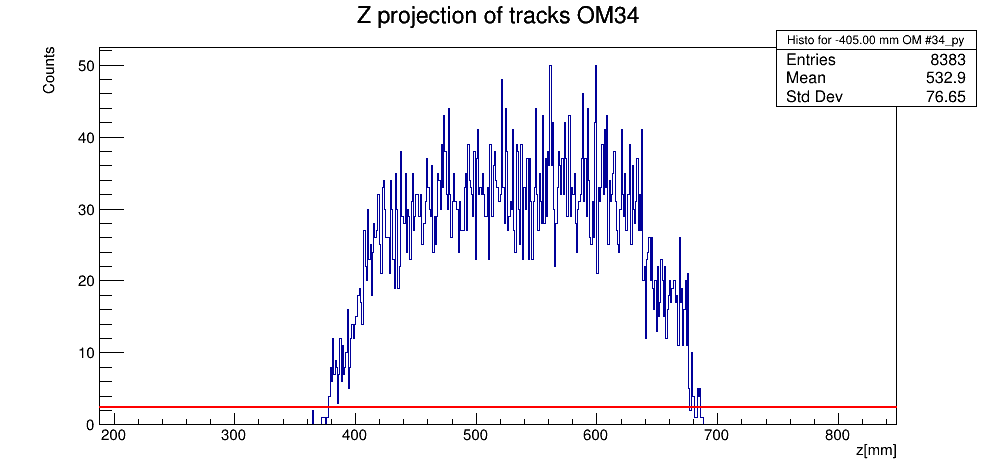 Z projection of tracks OM34
Histo for -405.00 mm OM #34_py
Entries 8383
Mean 532.9
Std Dev 76.65
Counts
50
40
30
20
10
0
200 300 400 500 600 700 800
z[mm]